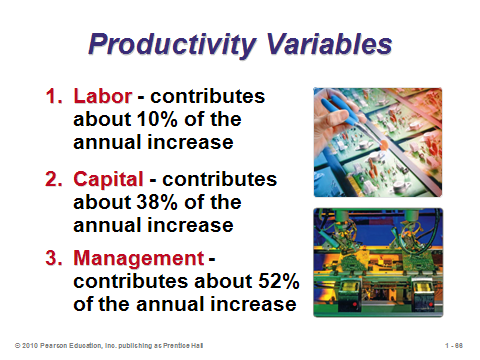 Productivity Variables
1. Labor - contributes
about 10% of the
annual increase
2. Capital - contributes
about 38% of the
annual increase
3. Management -
contributes about 52%
of the annual increase
© 2010 Pearson Education, Inc. publishing as Prentice Hall
1 - 66